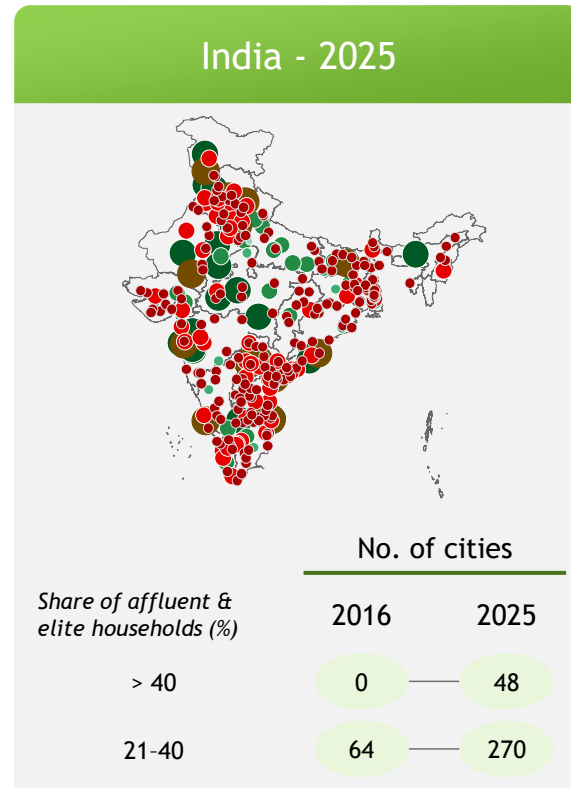 India - 2025
No. of cities
Share of affluent &
elite households (%)
2016 2025
> 40 0 48
21–40 64 270